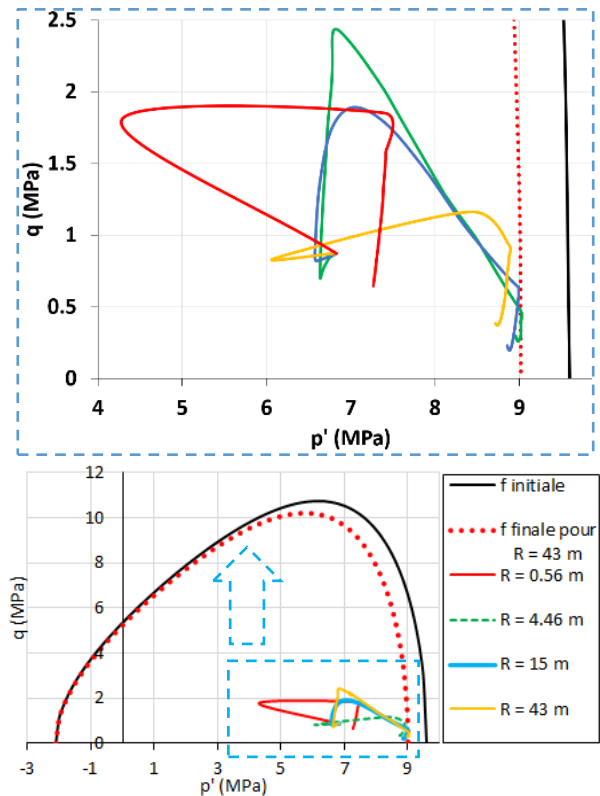 2.5
2
1.5
1
0.5
0
q (MPa)
4 5 6 7 8 9
p' (MPa)
12
10
8
6
4
2
0
q (MPa)
-3 -1 1 3 5 7 9
p' (MPa)
f initiale
f finale pour
R = 43 m
R = 0.56 m
R = 4.46 m
R = 15 m
R = 43 m